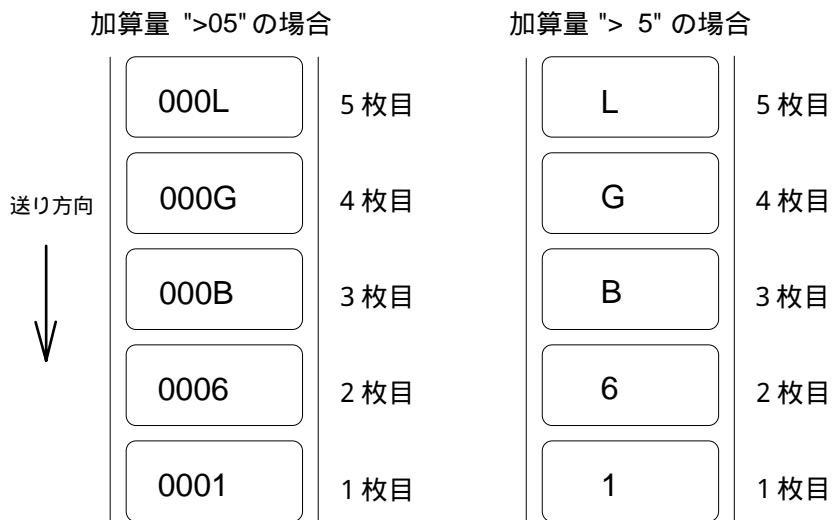 加算量 ">05" の場合
加算量 "> 5" の場合
000L 5 枚目 L 5 枚目
送り方向
000G 4 枚目 G 4 枚目
000B 3 枚目 B 3 枚目
0006 2 枚目 6 2 枚目
0001 1 枚目 1 1 枚目